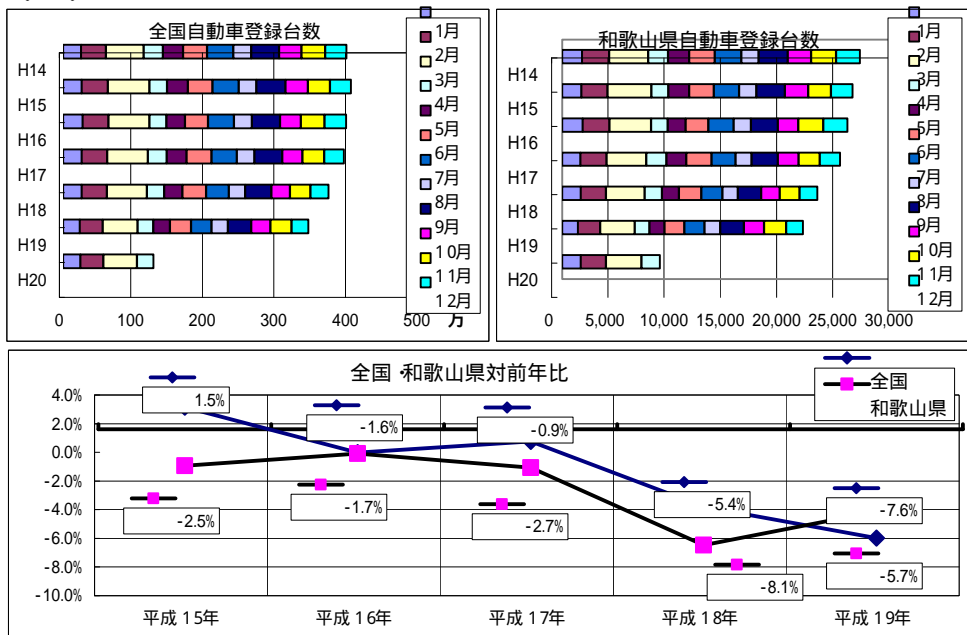 全国自動車登録台数
H14
H15
H16
H17
H18
H19
H20
0 100 200 300 400 500
万
1月
2月
3月
4月
5月
6月
7月
8月
9月
10月
11月
12月
和歌山県自動車登録台数
H14
H15
H16
H17
H18
H19
H20
0 5,000 10,000 15,000 20,000 25,000 30,000
1月
2月
3月
4月
5月
6月
7月
8月
9月
10月
11月
12月
全国・和歌山県対前年比
全国
和歌山県
4.0%
2.0%
0.0%
-2.0%
-4.0%
-6.0%
-8.0%
-10.0%
1.5%
-1.6%
-0.9%
-5.4%
-7.6%
-2.5%
-1.7%
-2.7%
-8.1%
-5.7%
平成15年 平成16年 平成17年 平成18年 平成19年